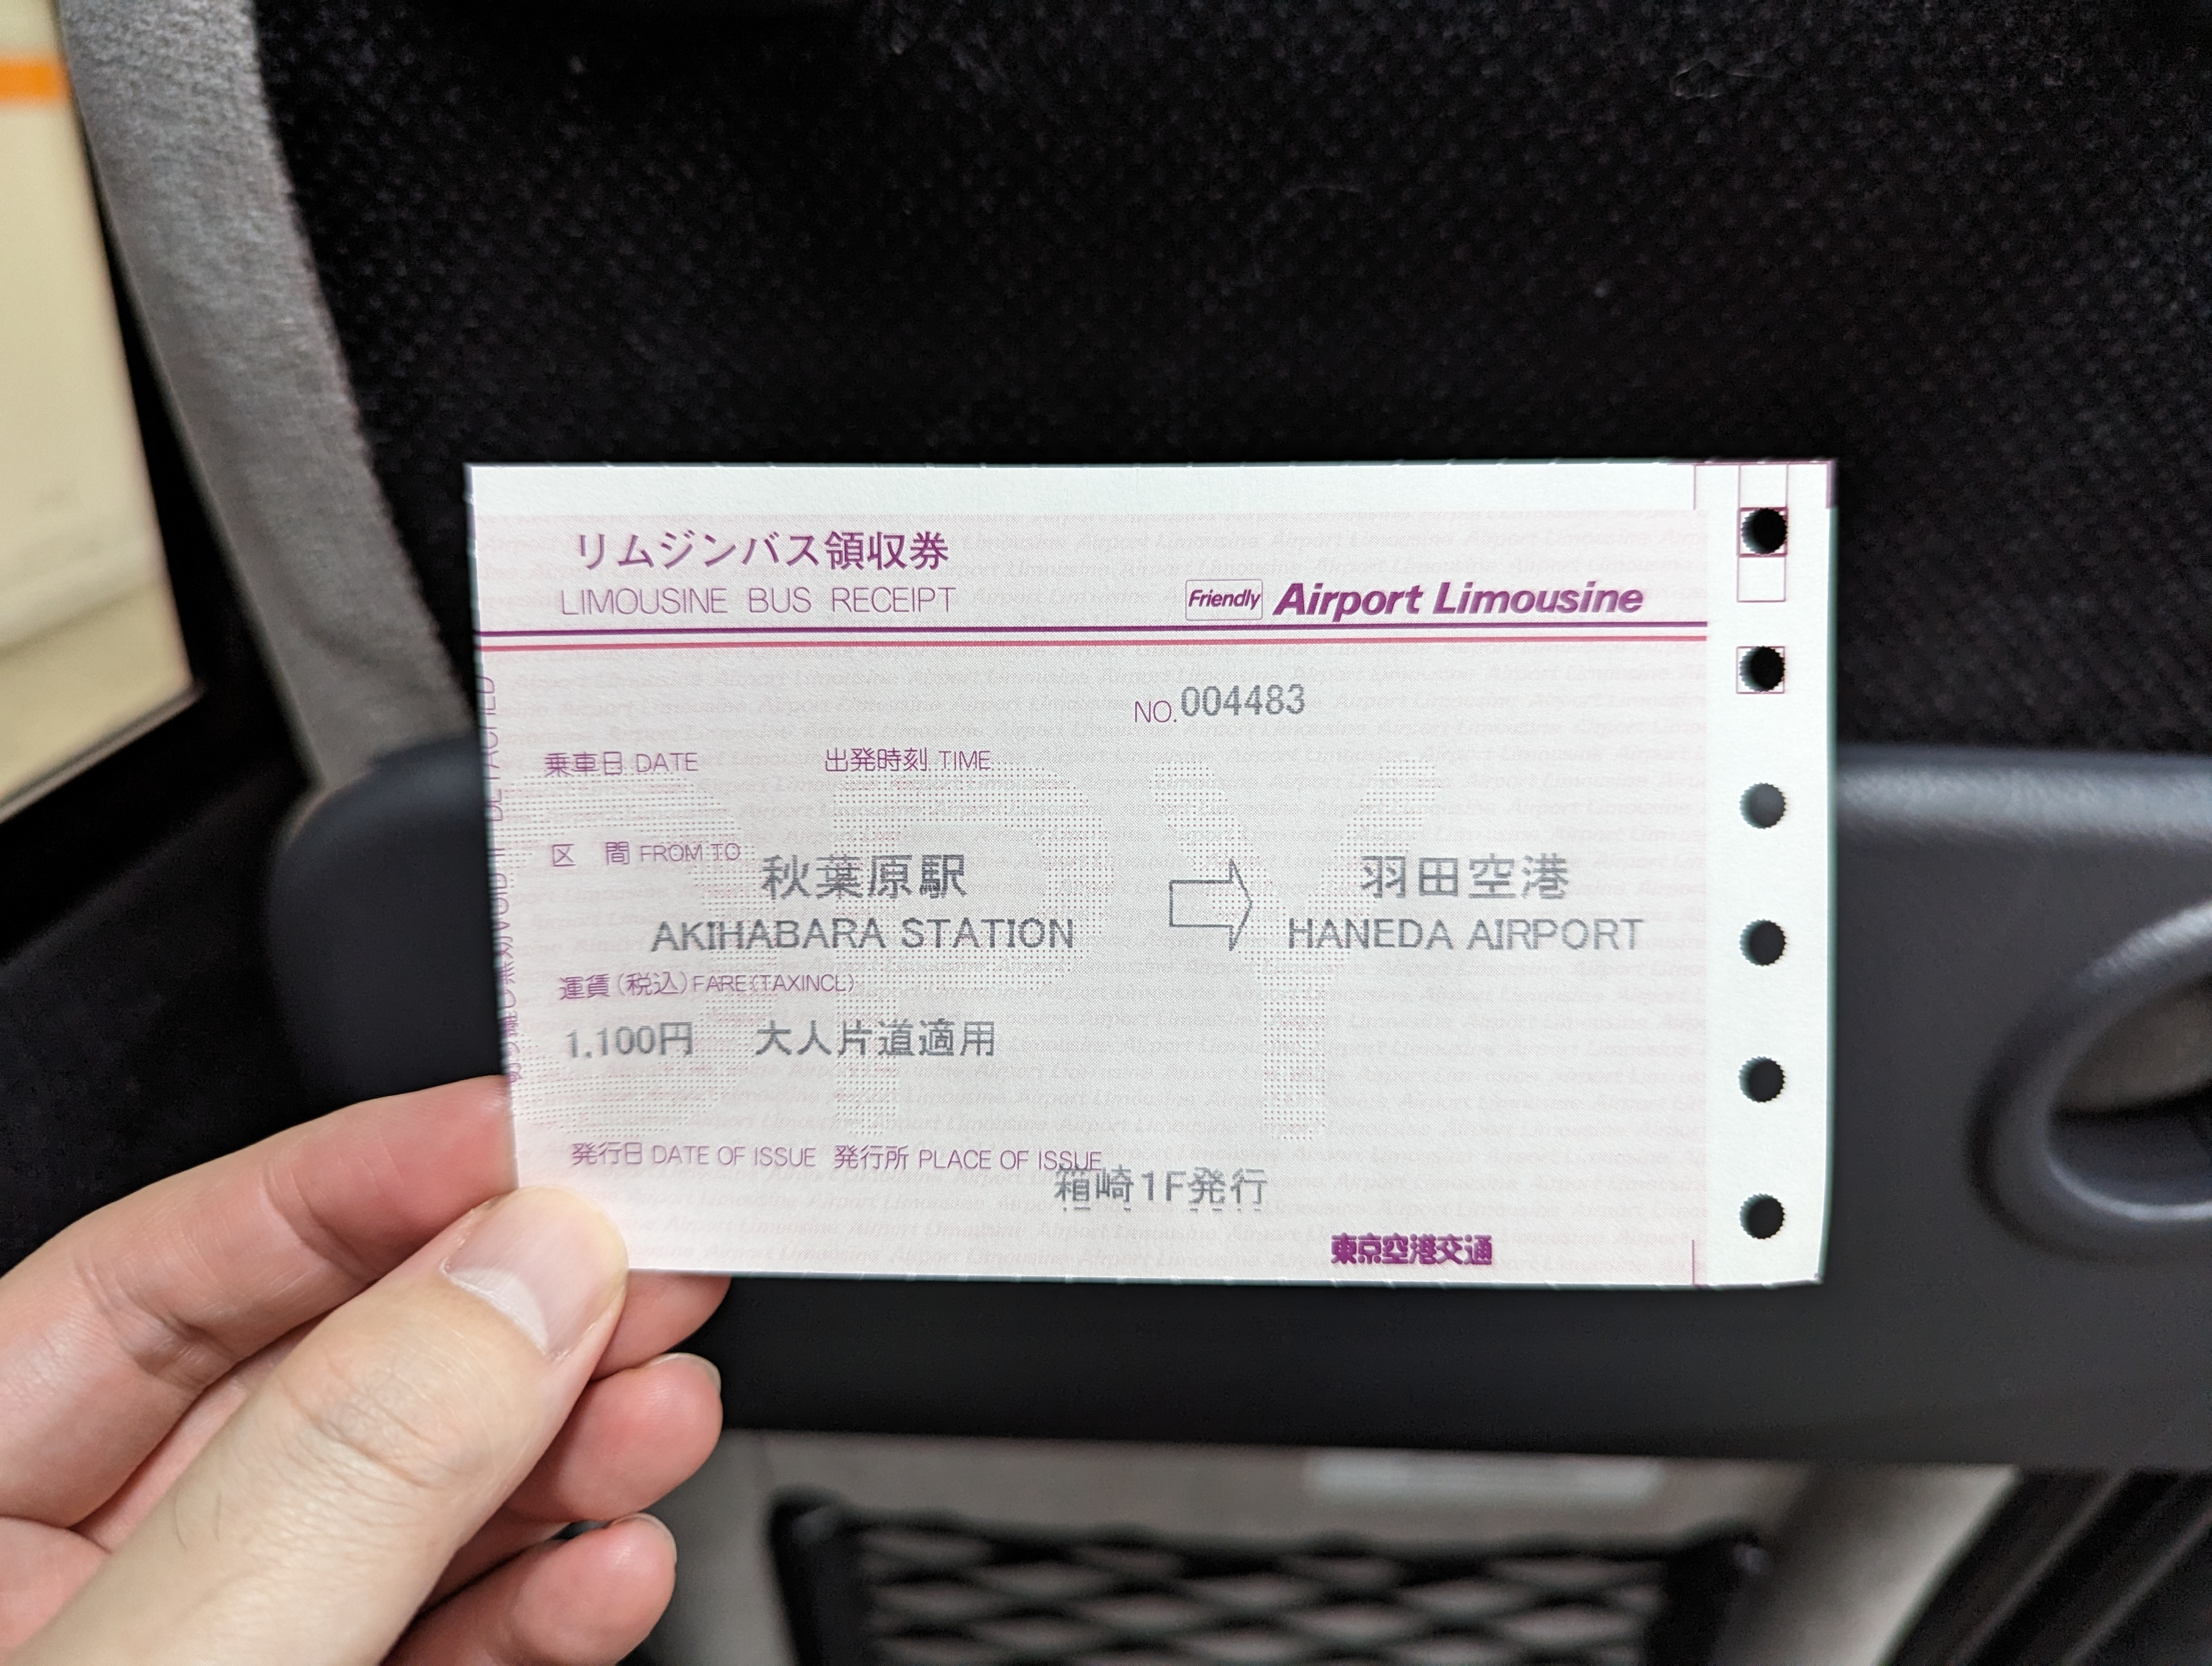 リムジンバス領収券
LIMOUSINE BUS RECEIPT
Friendly Airport Limousine
NO.004483
乗車日 DATE 出発時刻 TIME
区 間 FROM TO
秋葉原駅 羽田空港
AKIHABARA STATION HANEDA AIRPORT
運賃(税込) FARE(TAXINCL)
1,100円 大人片道適用
発行日 DATE OF ISSUE 発行所 PLACE OF ISSUE
箱崎1F発行
東京空港交通